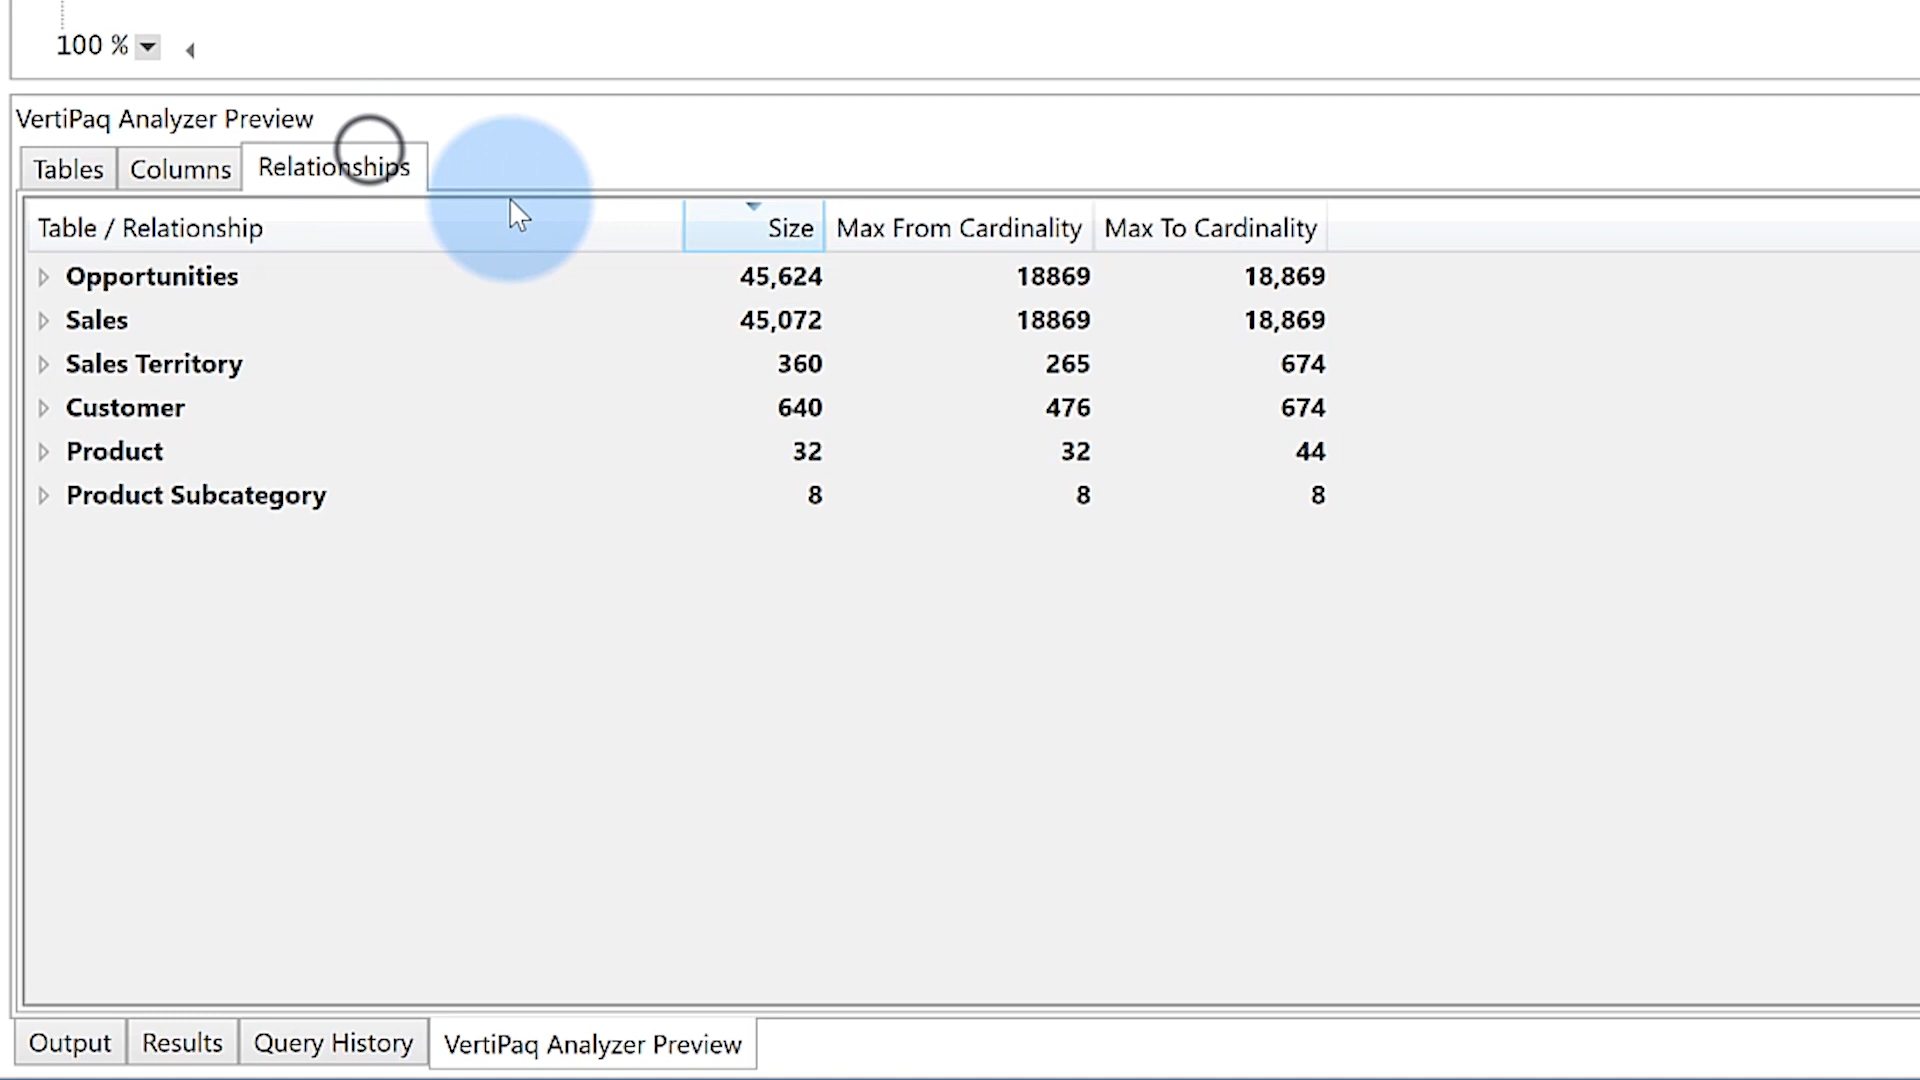 100 %
VertiPaq Analyzer Preview
Tables Columns Relationships
Table / Relationship Size Max From Cardinality Max To Cardinality
Opportunities 45,624 18869 18,869
Sales 45,072 18869 18,869
Sales Territory 360 265 674
Customer 640 476 674
Product 32 32 44
Product Subcategory 8 8 8
Output Results Query History VertiPaq Analyzer Preview